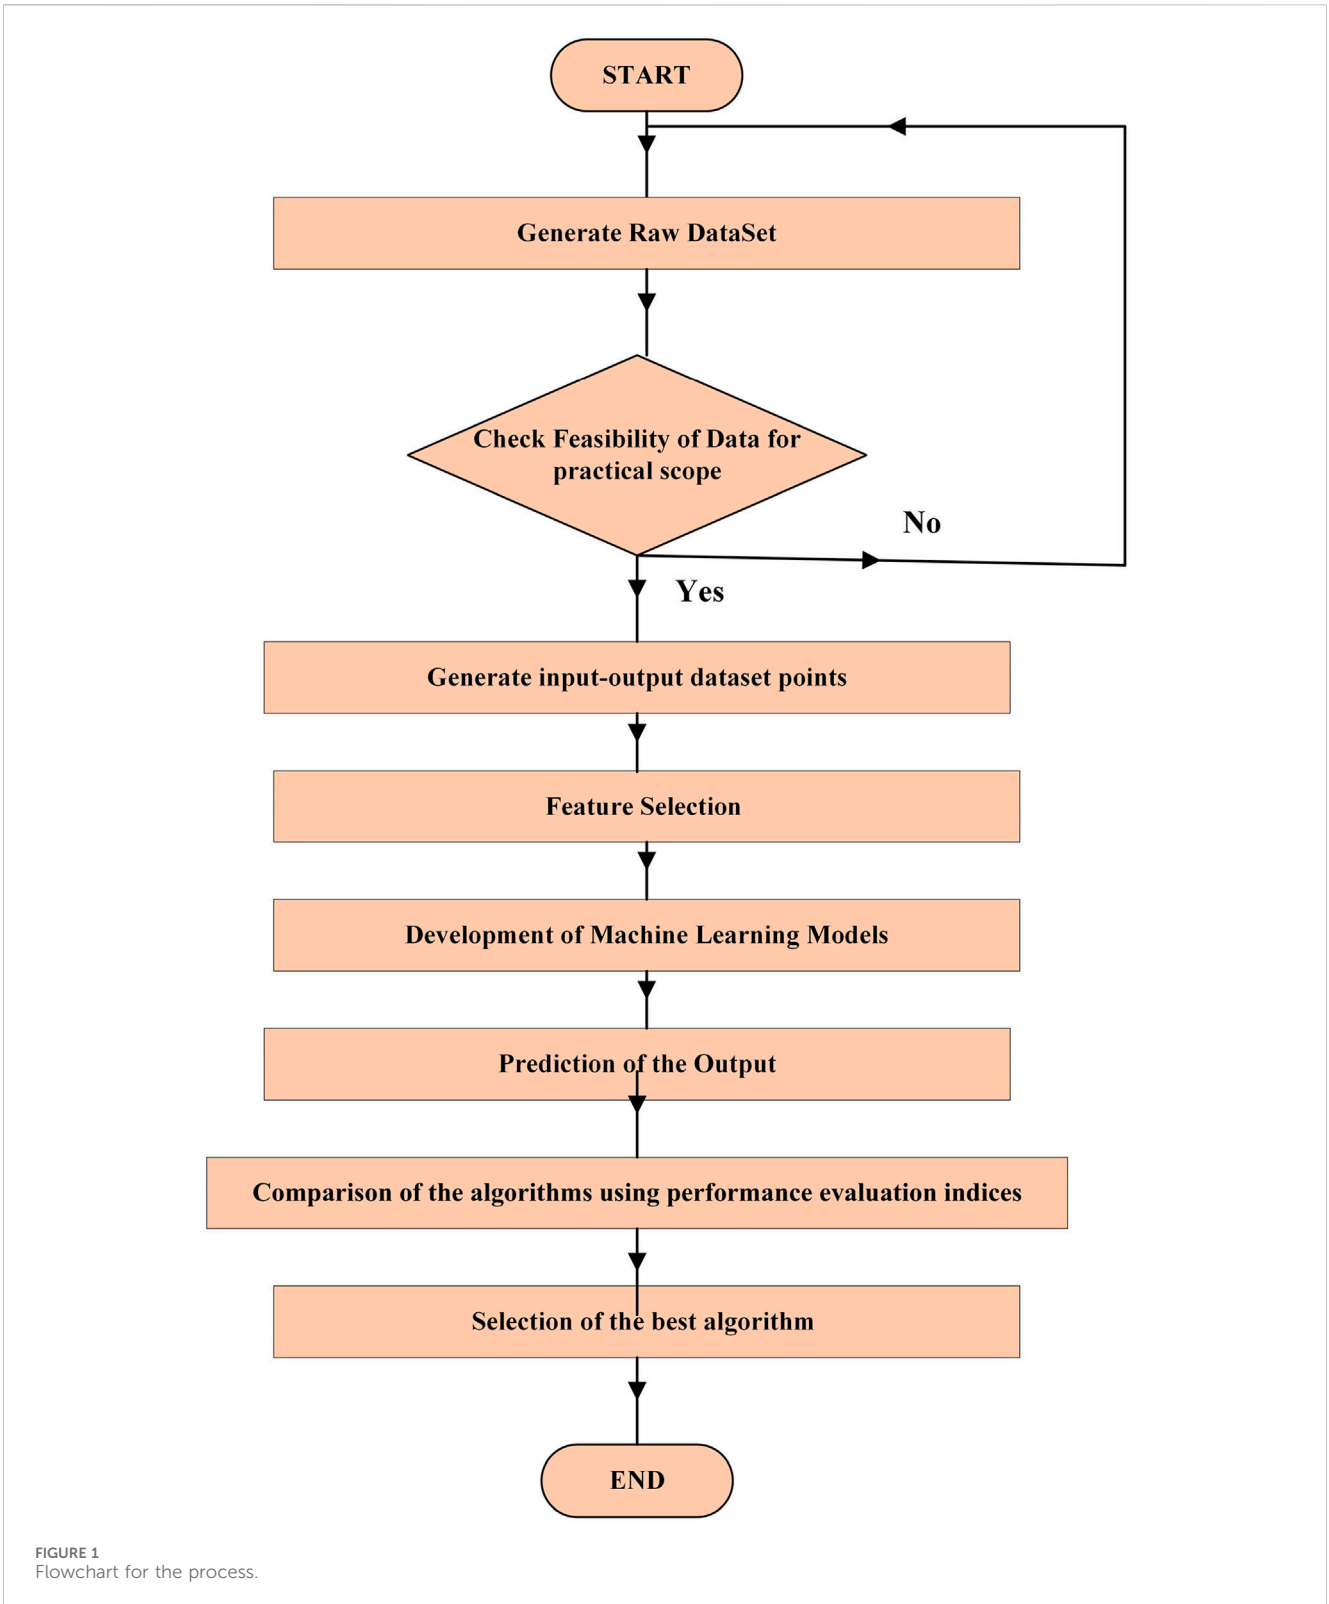 START
Generate Raw DataSet
Check Feasibility of Data for
practical scope
No
Yes
Generate input-output dataset points
Feature Selection
Development of Machine Learning Models
Prediction of the Output
Comparison of the algorithms using performance evaluation indices
Selection of the best algorithm
END
FIGURE 1
Flowchart for the process.